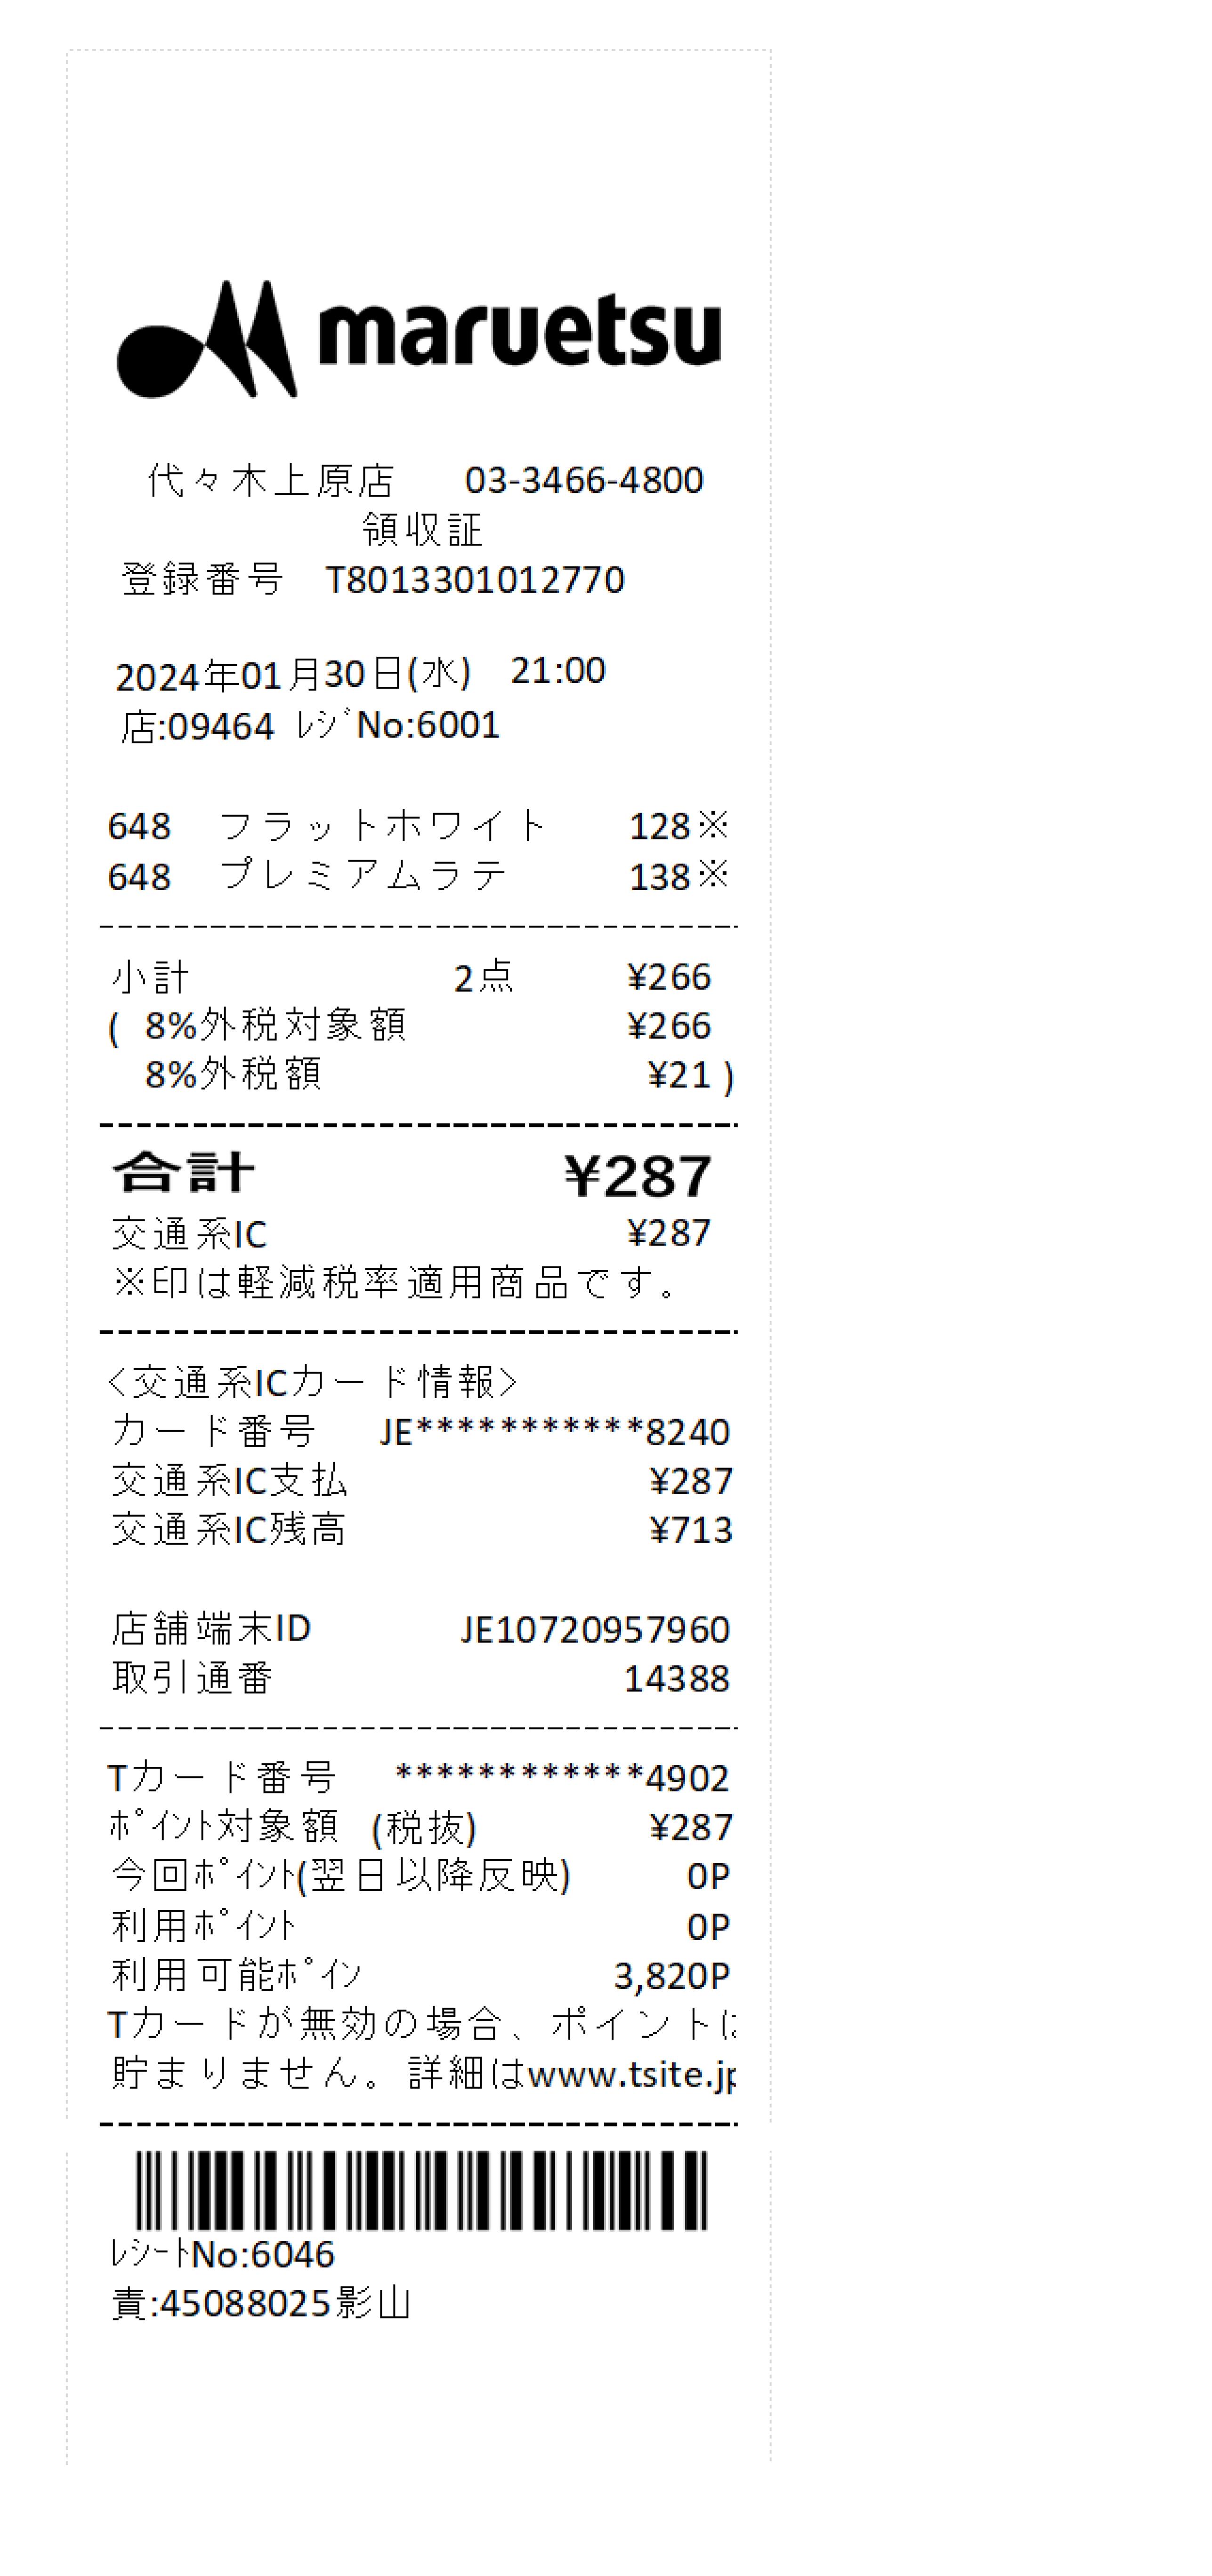 maruetsu
代々木上原店 03-3466-4800
領収証
登録番号 T8013301012770
2024年01月30日(水) 21:00
店:09464 ﾚｼﾞNo:6001
648 フラットホワイト 128※
648 プレミアムラテ 138※
小計 2点 ¥266
( 8%外税対象額 ¥266
8%外税額 ¥21 )
合計 ¥287
交通系IC ¥287
※印は軽減税率適用商品です。
<交通系ICカード情報>
カード番号 JE***********8240
交通系IC支払 ¥287
交通系IC残高 ¥713
店舗端末ID JE10720957960
取引通番 14388
Tカード番号 ************4902
ﾎﾟｲﾝﾄ対象額 (税抜) ¥287
今回ﾎﾟｲﾝﾄ(翌日以降反映) 0P
利用ﾎﾟｲﾝﾄ 0P
利用可能ﾎﾟｲﾝ 3,820P
Tカードが無効の場合、ポイントは
貯まりません。詳細はwww.tsite.jp
ﾚｼｰﾄNo:6046
責:45088025影山